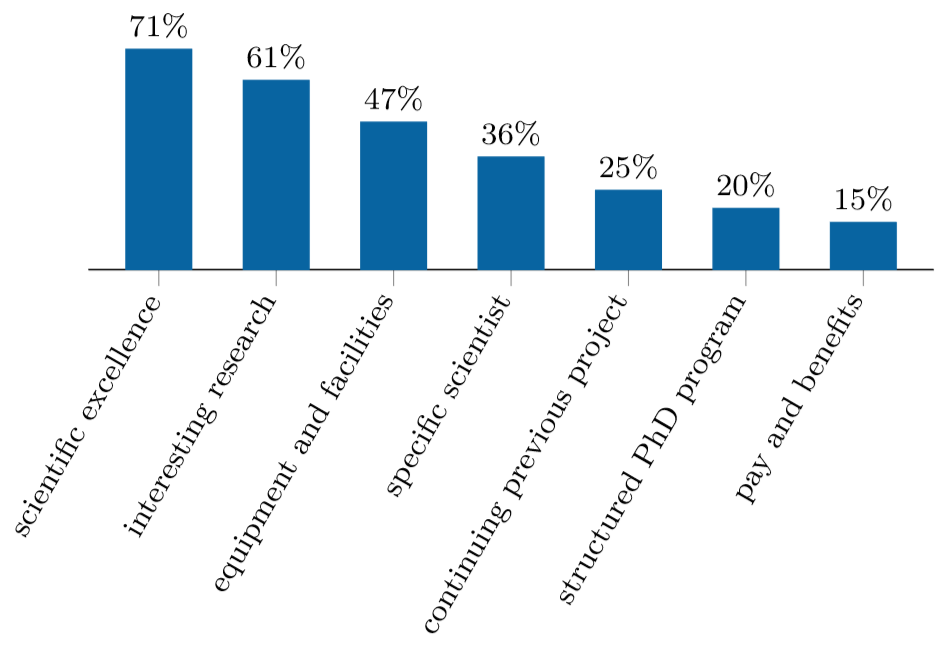 71%
61%
47%
36%
25%
20%
15%
scientific excellence
interesting research
equipment and facilities
specific scientist
continuing previous project
structured PhD program
pay and benefits